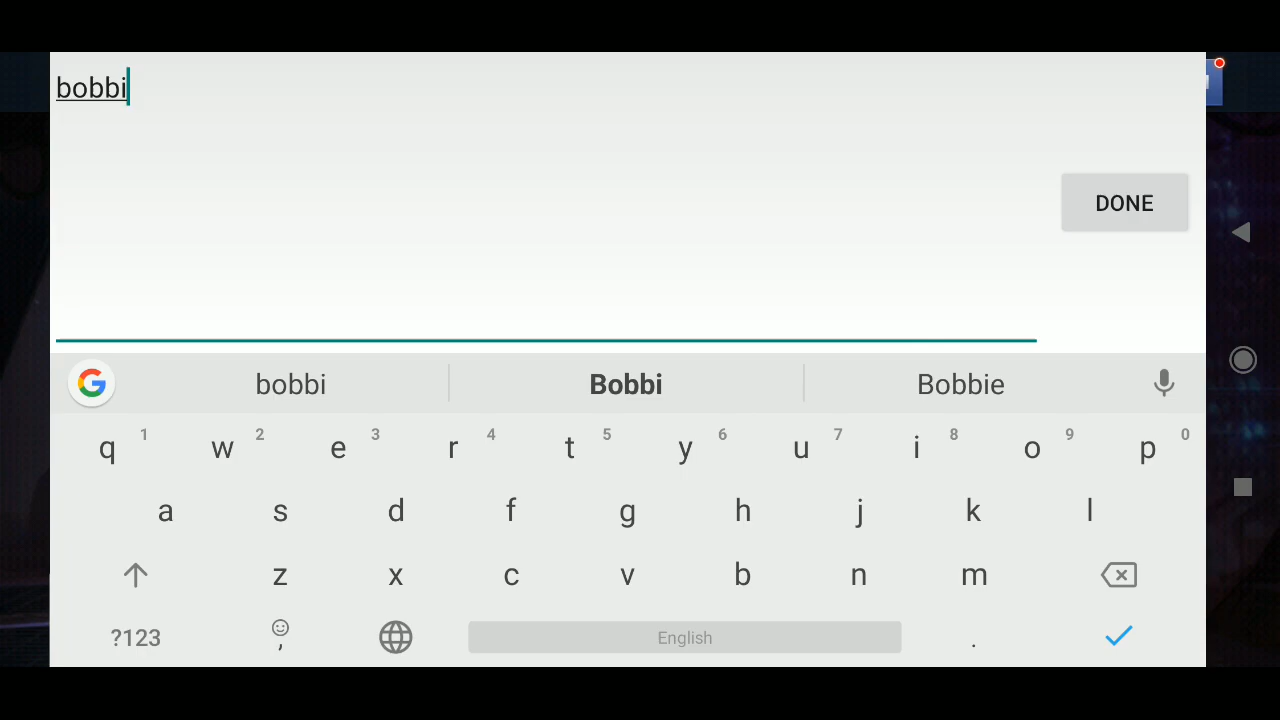 bobbi
DONE
bobbi Bobbi Bobbie
q 1 w 2 e 3 r 4 t 5 y 6 u 7 i 8 o 9 p 0
a s d f g h j k l
z x c v b n m
?123 , English .